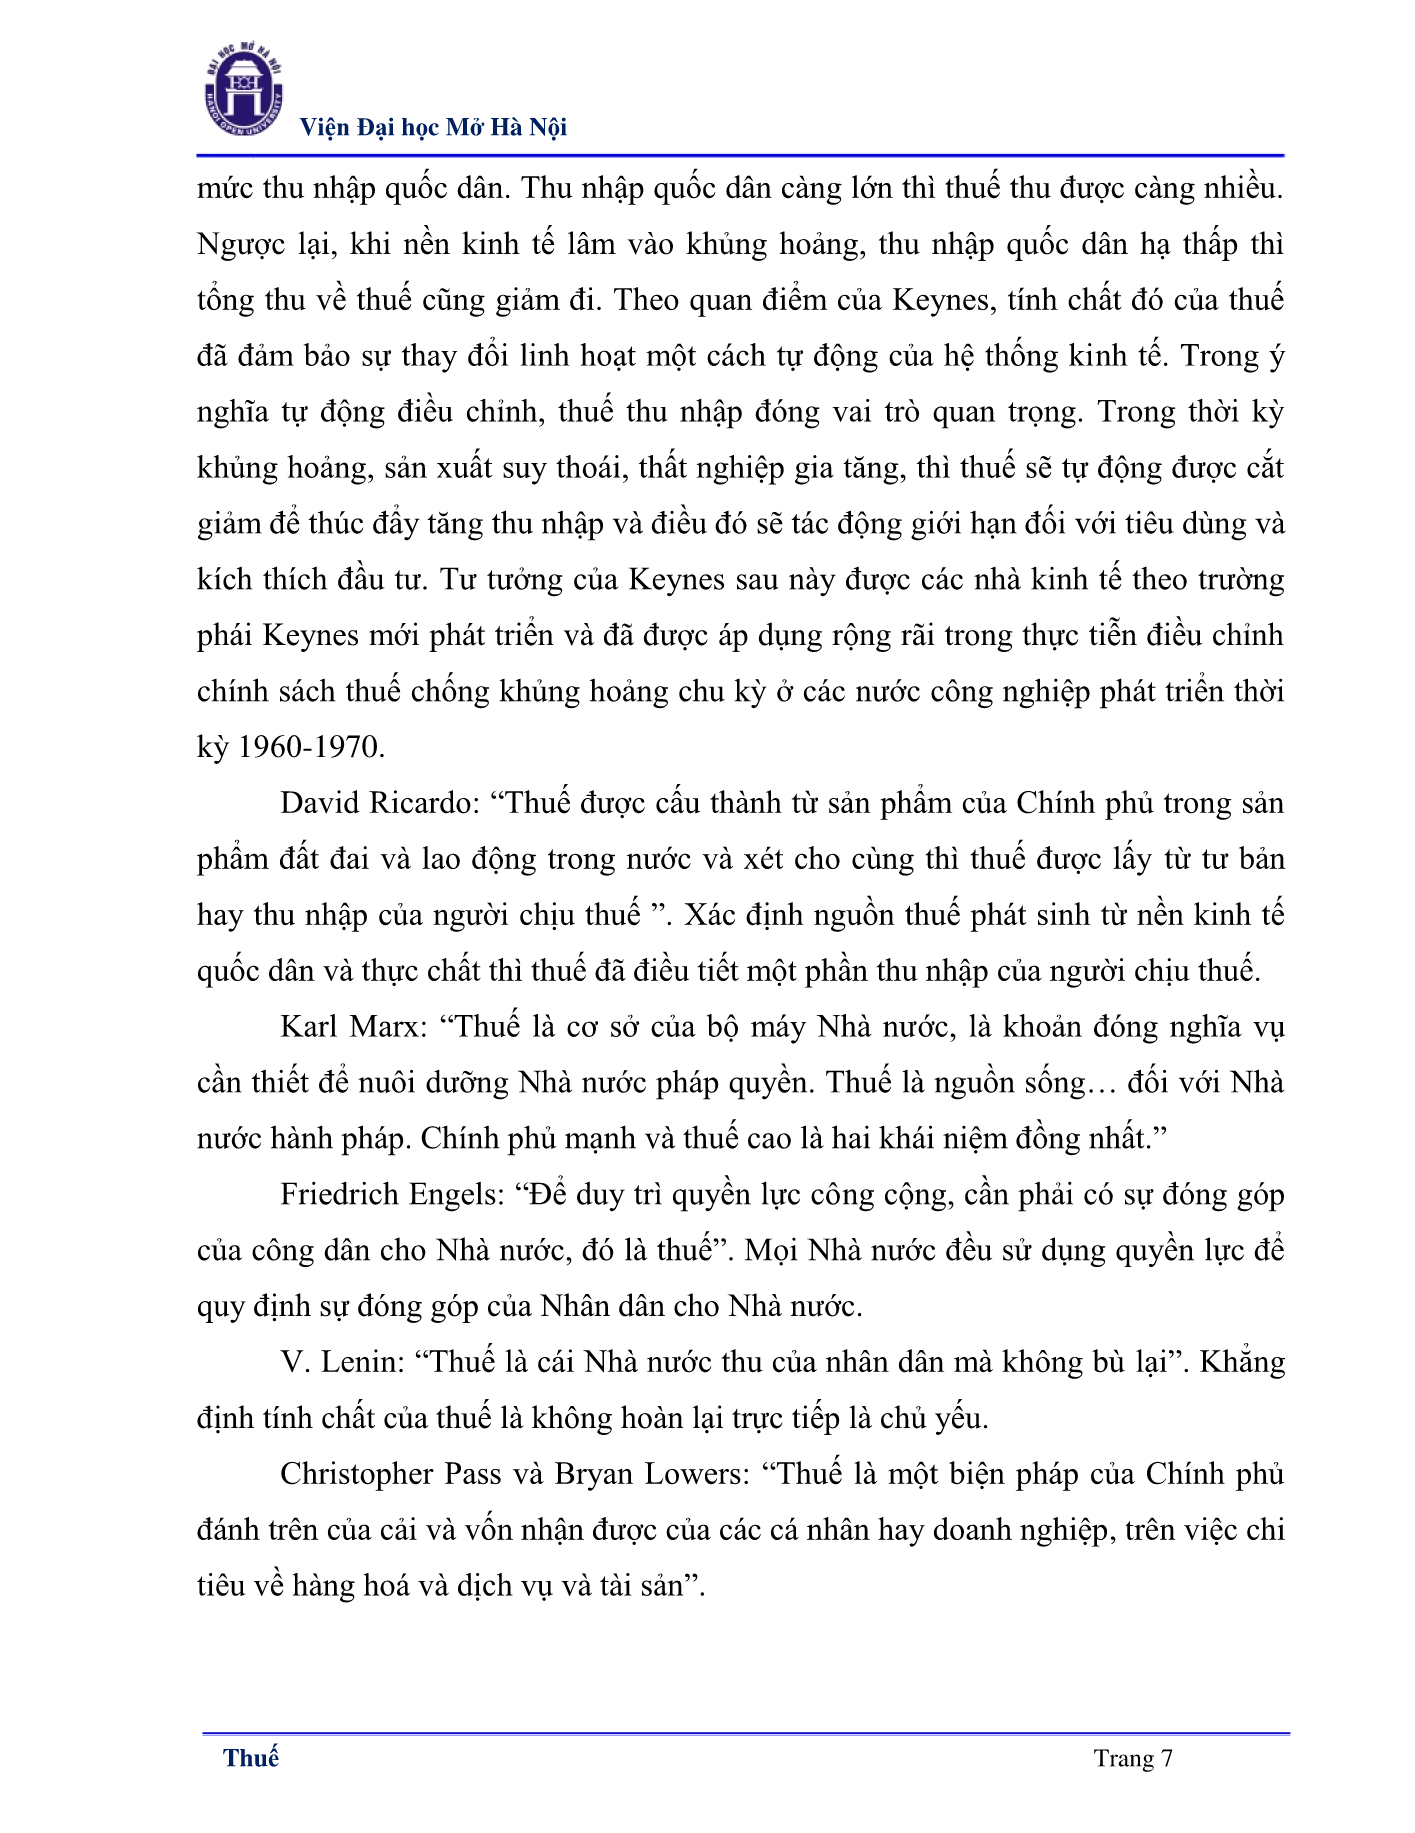 ĐẠI HỌC MỞ HÀ NỘI
HANOI OPEN UNIVERSITY
Viện Đại học Mở Hà Nội
mức thu nhập quốc dân. Thu nhập quốc dân càng lớn thì thuế thu được càng nhiều.
Ngược lại, khi nền kinh tế lâm vào khủng hoảng, thu nhập quốc dân hạ thấp thì
tổng thu về thuế cũng giảm đi. Theo quan điểm của Keynes, tính chất đó của thuế
đã đảm bảo sự thay đổi linh hoạt một cách tự động của hệ thống kinh tế. Trong ý
nghĩa tự động điều chỉnh, thuế thu nhập đóng vai trò quan trọng. Trong thời kỳ
khủng hoảng, sản xuất suy thoái, thất nghiệp gia tăng, thì thuế sẽ tự động được cắt
giảm để thúc đẩy tăng thu nhập và điều đó sẽ tác động giới hạn đối với tiêu dùng và
kích thích đầu tư. Tư tưởng của Keynes sau này được các nhà kinh tế theo trường
phái Keynes mới phát triển và đã được áp dụng rộng rãi trong thực tiễn điều chỉnh
chính sách thuế chống khủng hoảng chu kỳ ở các nước công nghiệp phát triển thời
kỳ 1960-1970.
David Ricardo: “Thuế được cấu thành từ sản phẩm của Chính phủ trong sản
phẩm đất đai và lao động trong nước và xét cho cùng thì thuế được lấy từ tư bản
hay thu nhập của người chịu thuế ”. Xác định nguồn thuế phát sinh từ nền kinh tế
quốc dân và thực chất thì thuế đã điều tiết một phần thu nhập của người chịu thuế.
Karl Marx: “Thuế là cơ sở của bộ máy Nhà nước, là khoản đóng nghĩa vụ
cần thiết để nuôi dưỡng Nhà nước pháp quyền. Thuế là nguồn sống… đối với Nhà
nước hành pháp. Chính phủ mạnh và thuế cao là hai khái niệm đồng nhất.”
Friedrich Engels: “Để duy trì quyền lực công cộng, cần phải có sự đóng góp
của công dân cho Nhà nước, đó là thuế”. Mọi Nhà nước đều sử dụng quyền lực để
quy định sự đóng góp của Nhân dân cho Nhà nước.
V. Lenin: “Thuế là cái Nhà nước thu của nhân dân mà không bù lại”. Khẳng
định tính chất của thuế là không hoàn lại trực tiếp là chủ yếu.
Christopher Pass và Bryan Lowers: “Thuế là một biện pháp của Chính phủ
đánh trên của cải và vốn nhận được của các cá nhân hay doanh nghiệp, trên việc chi
tiêu về hàng hoá và dịch vụ và tài sản”.
Thuế
Trang 7